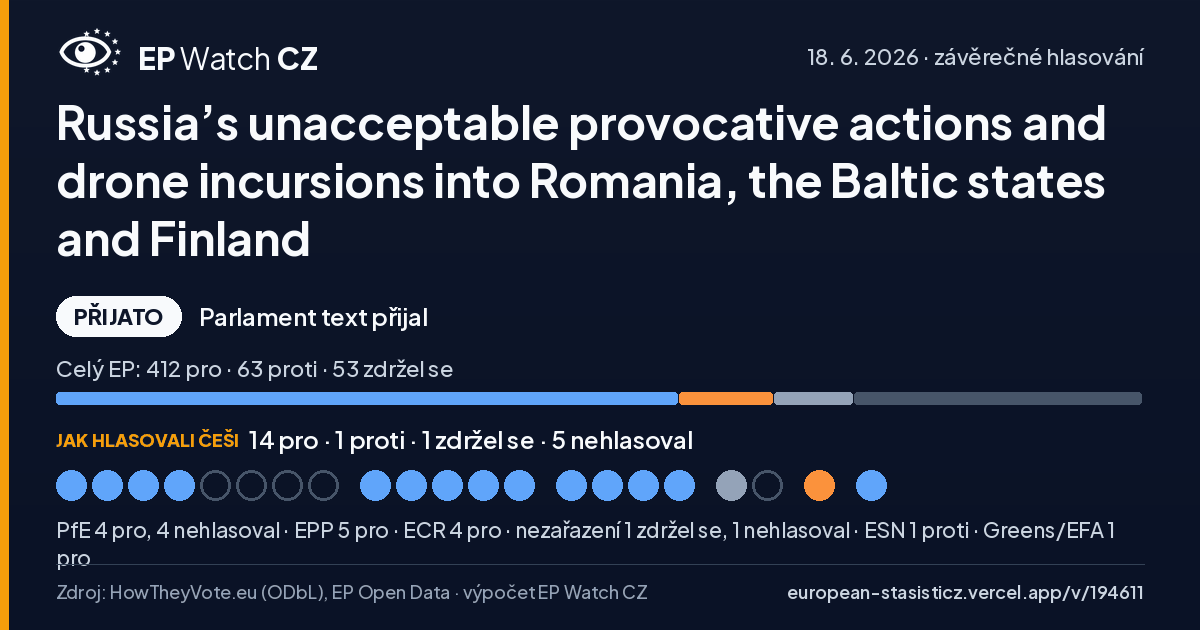 EP Watch CZ
18. 6. 2026 · závěrečné hlasování
Russia’s unacceptable provocative actions and
drone incursions into Romania, the Baltic states
and Finland
PŘIJATO Parlament text přijal
Celý EP: 412 pro · 63 proti · 53 zdržel se
JAK HLASOVALI ČEŠI 14 pro · 1 proti · 1 zdržel se · 5 nehlasoval
PfE 4 pro, 4 nehlasoval · EPP 5 pro · ECR 4 pro · nezařazení 1 zdržel se, 1 nehlasoval · ESN 1 proti · Greens/EFA 1
pro
Zdroj: HowTheyVote.eu (ODbL), EP Open Data · výpočet EP Watch CZ
european-stasisticz.vercel.app/v/194611